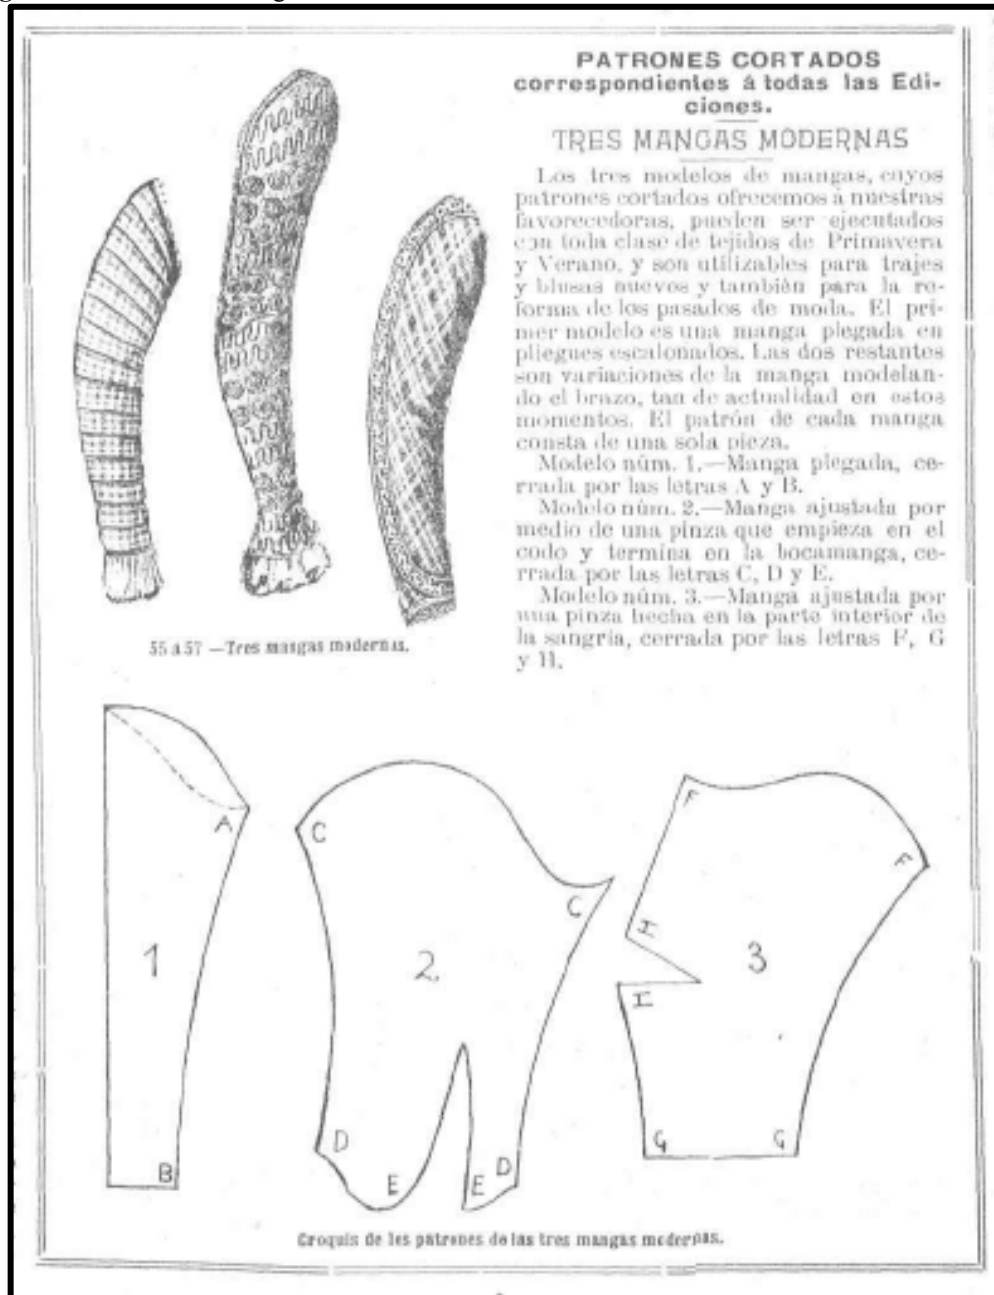 PATRONES CORTADOS
correspondientes á todas las Edi-
ciones.
TRES MANGAS MODERNAS
Los tres modelos de mangas, cuyos
patrones cortados ofrecemos à nuestras
favorecedoras, pueden ser ejecutados
con toda clase de tejidos de Primavera
y Verano, y son utilizables para trajes
y blusas nuevos y también para la re-
forma de los pasados de moda. El pri-
mer modelo es una manga plegada en
pliegues escalonados. Las dos restantes
son variaciones de la manga modelan-
do el brazo, tan de actualidad en estos
momentos. El patrón de cada manga
consta de una sola pieza.
Modelo núm. 1.—Manga plegada, ce-
rrada por las letras A y B.
Modelo núm. 2.—Manga ajustada por
medio de una pinza que empieza en el
codo y termina en la bocamanga, ce-
rrada por las letras C, D y E.
Modelo núm. 3.—Manga ajustada por
una pinza hecha en la parte interior de
la sangria, cerrada por las letras F, G
y H.
55 a 57 —Tres mangas modernas.
A
1
B
C
C
2
D
E
E
D
F
F
I
3
I
G
G
Croquis de les patrones de las tres mangas modernas.